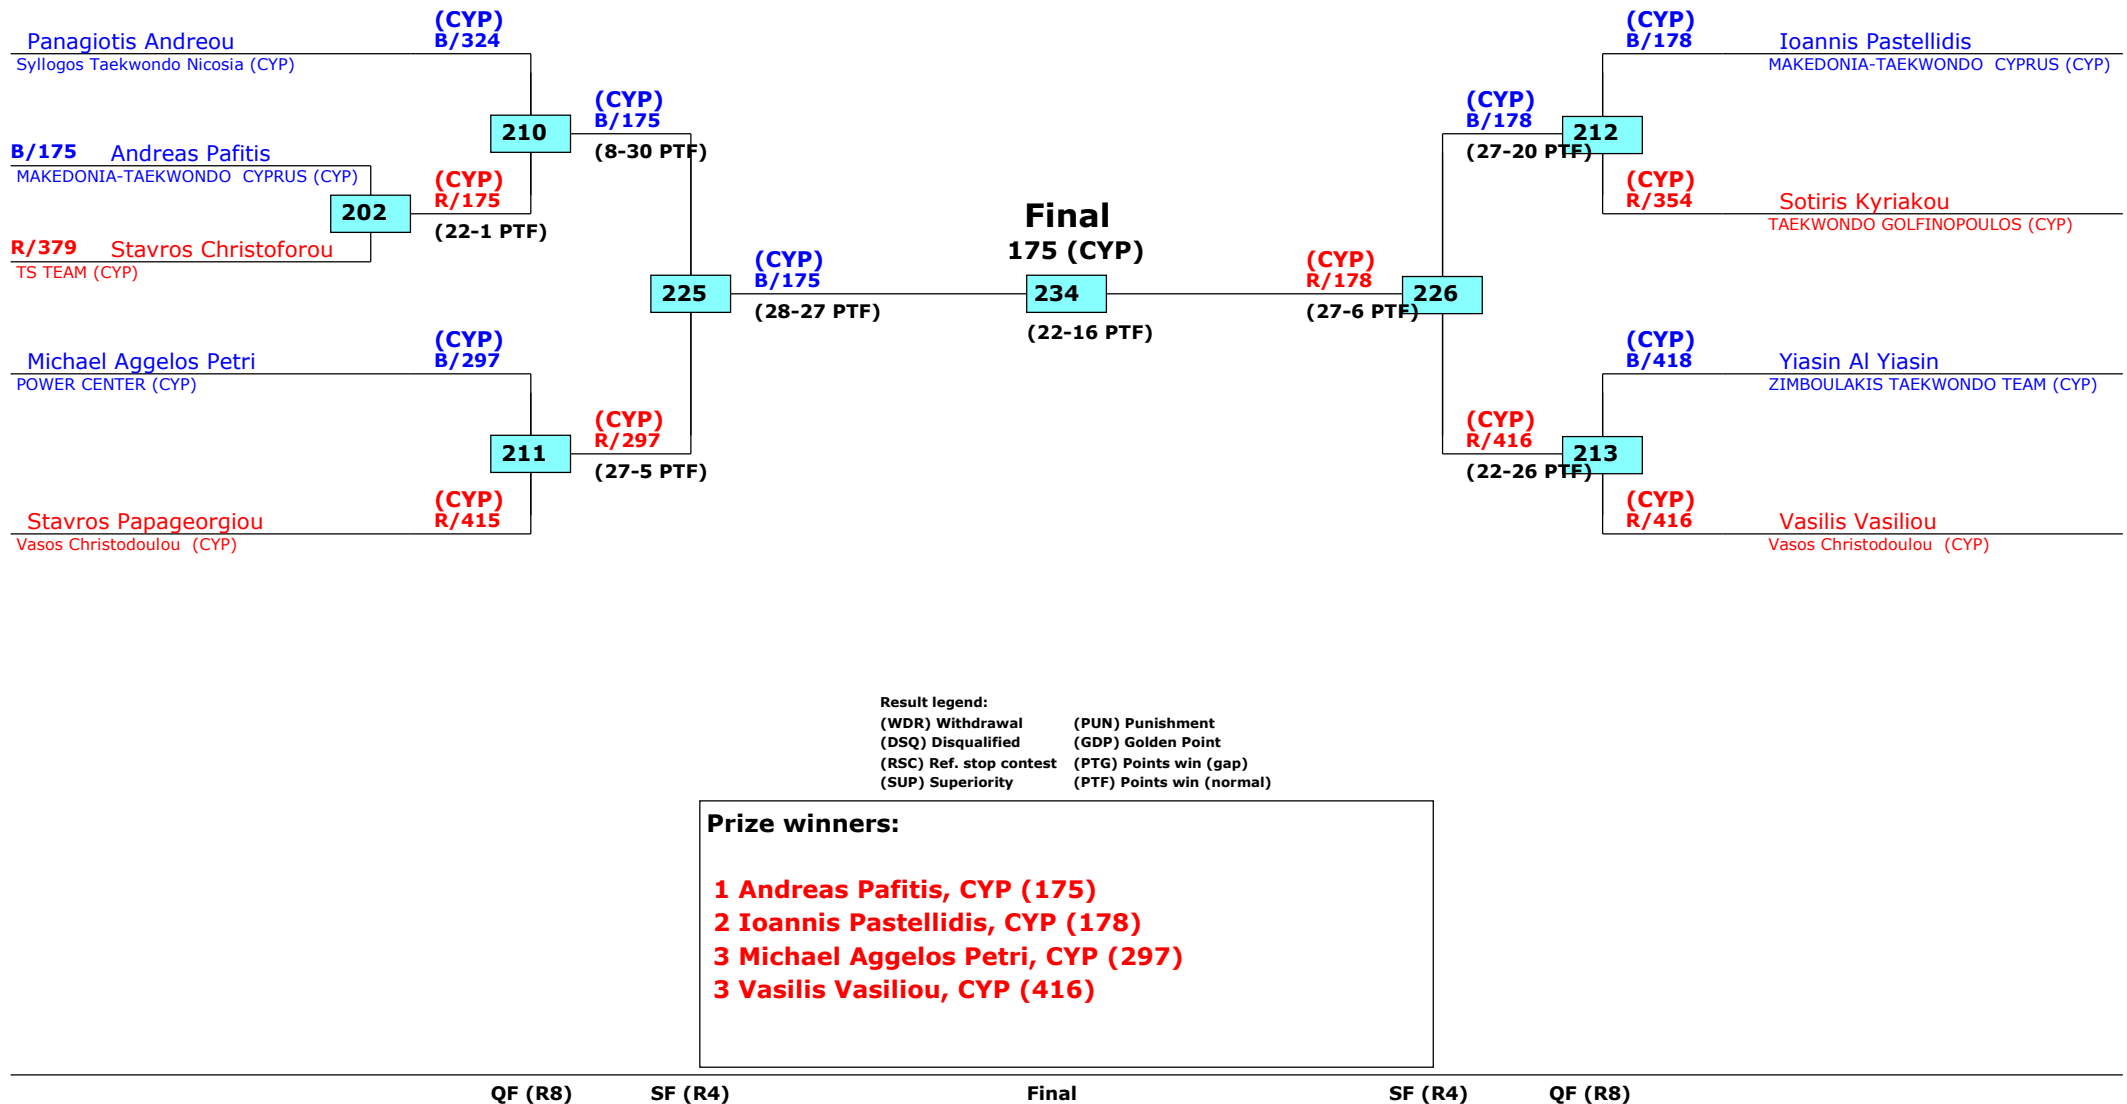 (CYP)
B/324
Panagiotis Andreou
Syllogos Taekwondo Nicosia (CYP)
210
(CYP)
B/175
(8-30 PTF)
B/175 Andreas Pafitis
MAKEDONIA-TAEKWONDO CYPRUS (CYP)
202
(CYP)
R/175
(22-1 PTF)
R/379 Stavros Christoforou
TS TEAM (CYP)
225
(CYP)
B/175
(28-27 PTF)
(CYP)
B/297
Michael Aggelos Petri
POWER CENTER (CYP)
211
(CYP)
R/297
(27-5 PTF)
(CYP)
R/415
Stavros Papageorgiou
Vasos Christodoulou (CYP)
Final
175 (CYP)
234
(22-16 PTF)
(CYP)
B/178
Ioannis Pastellidis
MAKEDONIA-TAEKWONDO CYPRUS (CYP)
(CYP)
B/178
212
(27-20 PTF)
(CYP)
R/354
Sotiris Kyriakou
TAEKWONDO GOLFINOPOULOS (CYP)
(CYP)
R/178
226
(27-6 PTF)
(CYP)
B/418
Yiasin Al Yiasin
ZIMBOULAKIS TAEKWONDO TEAM (CYP)
(CYP)
R/416
213
(22-26 PTF)
(CYP)
R/416
Vasilis Vasiliou
Vasos Christodoulou (CYP)
Result legend:
(WDR) Withdrawal (PUN) Punishment
(DSQ) Disqualified (GDP) Golden Point
(RSC) Ref. stop contest (PTG) Points win (gap)
(SUP) Superiority (PTF) Points win (normal)
Prize winners:
1 Andreas Pafitis, CYP (175)
2 Ioannis Pastellidis, CYP (178)
3 Michael Aggelos Petri, CYP (297)
3 Vasilis Vasiliou, CYP (416)
QF (R8) SF (R4) Final SF (R4) QF (R8)